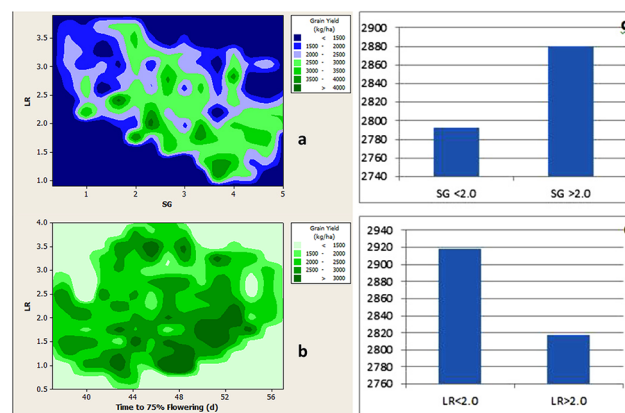 Grain Yield
(kg/ha)
< 1500
1500 - 2000
2000 - 2500
2500 - 3000
3000 - 3500
3500 - 4000
> 4000
3.5
3.0
2.5
2.0
1.5
1.0
LR
1 2 3 4 5
SG
a
2900
2880
2860
2840
2820
2800
2780
2760
2740
SG <2.0 SG >2.0
Grain Yield
(kg/ha)
< 1500
1500 - 2000
2000 - 2500
2500 - 3000
> 3000
4.0
3.5
3.0
2.5
2.0
1.5
1.0
0.5
LR
40 44 48 52 56
Time to 75% Flowering (d)
b
2940
2920
2900
2880
2860
2840
2820
2800
2780
2760
LR<2.0 LR>2.0